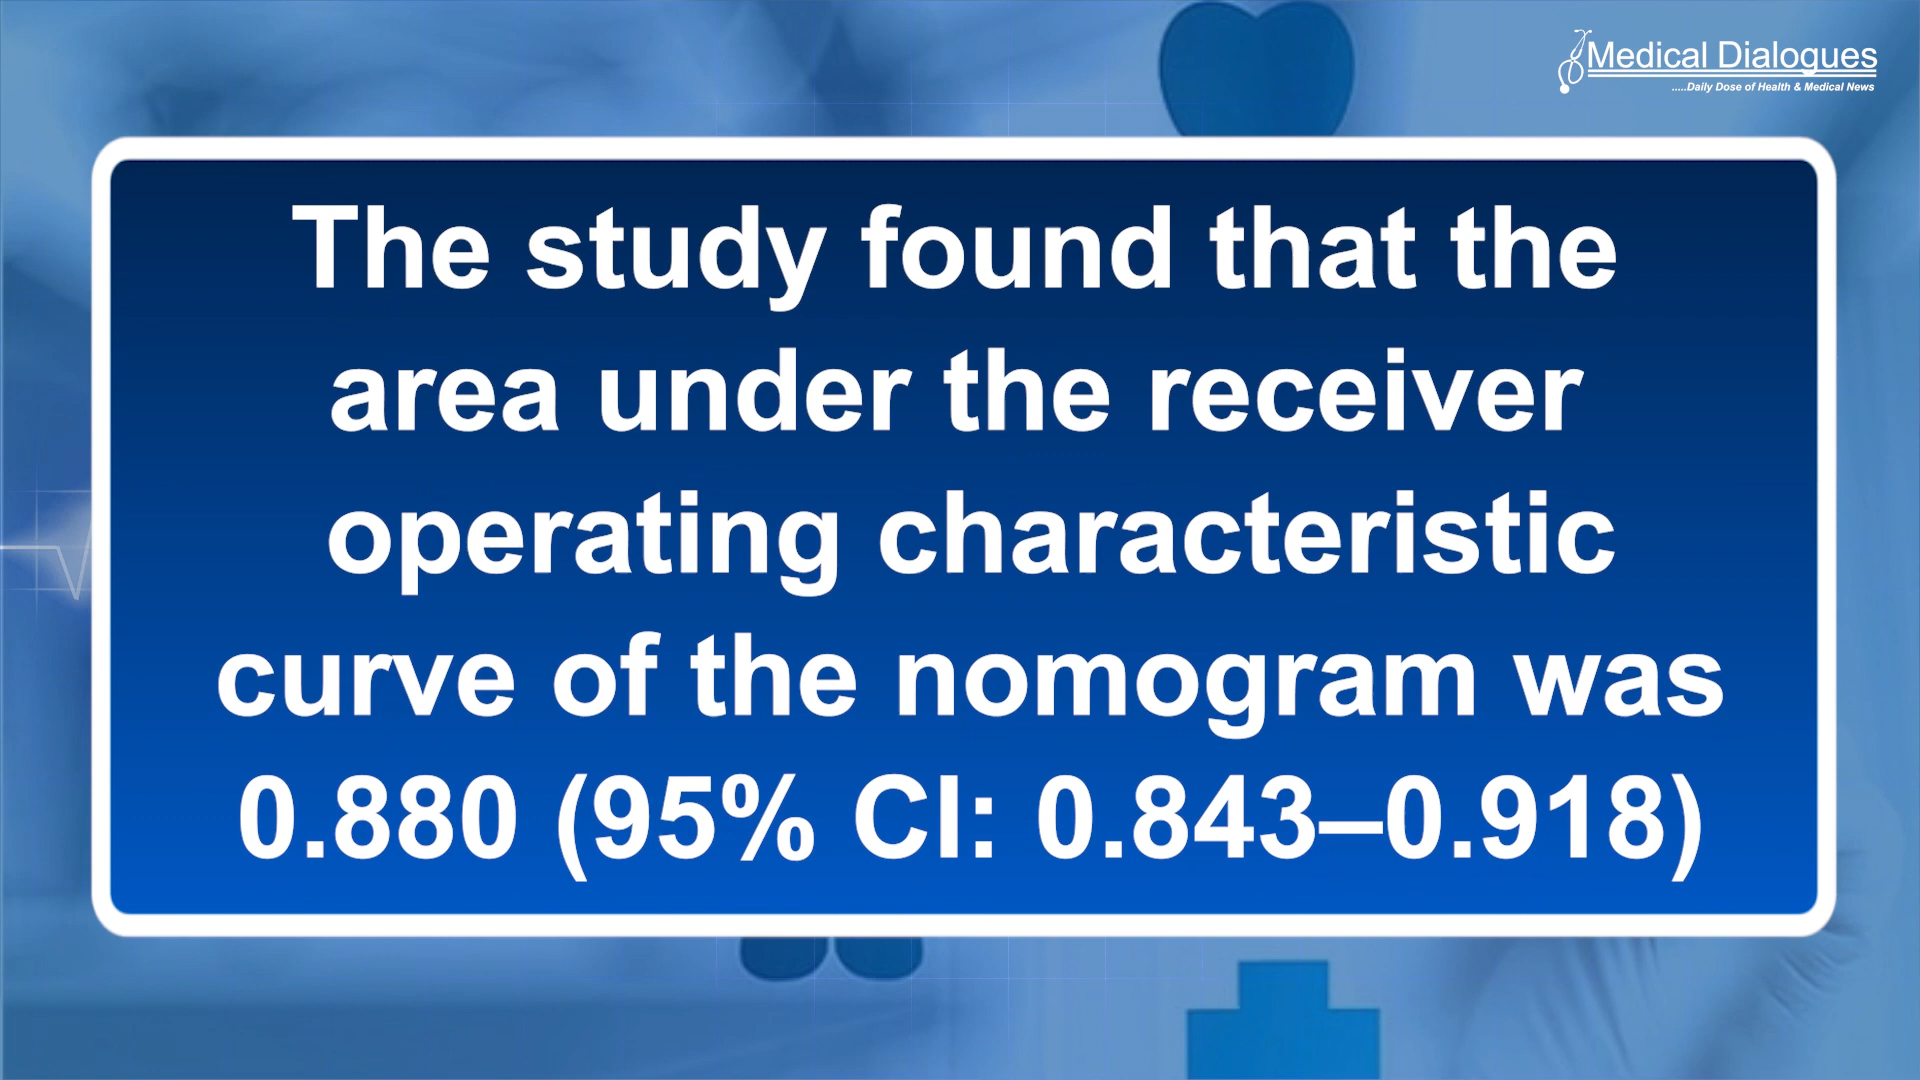 Medical Dialogues
.....Daily Dose of Health & Medical News
The study found that the
area under the receiver
operating characteristic
curve of the nomogram was
0.880 (95% CI: 0.843–0.918)